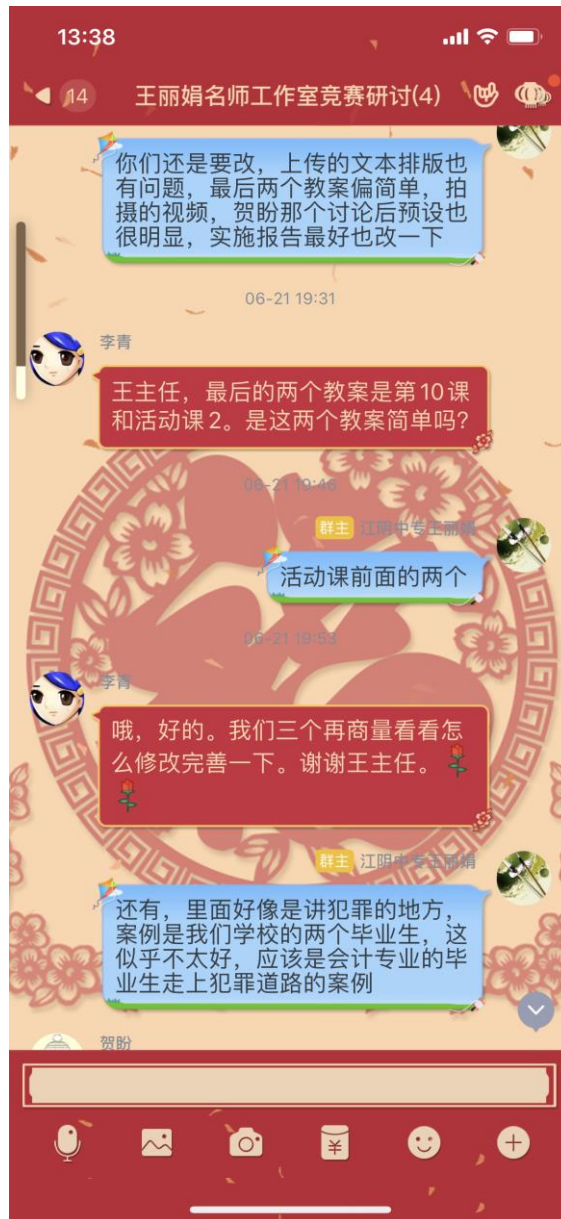 13:38
14
王丽娟名师工作室竞赛研讨(4)
你们还是要改，上传的文本排版也
有问题，最后两个教案偏简单，拍
摄的视频，贺盼那个讨论后预设也
很明显，实施报告最好也改一下
06-21 19:31
李青
王主任，最后的两个教案是第10课
和活动课2。是这两个教案简单吗?
06-21 19:46
群主 江阴中专王丽娟
活动课前面的两个
06-21 19:53
李青
哦，好的。我们三个再商量看看怎
么修改完善一下。谢谢王主任。
群主 江阴中专王丽娟
还有，里面好像是讲犯罪的地方，
案例是我们学校的两个毕业生，这
似乎不太好，应该是会计专业的毕
业生走上犯罪道路的案例
贺盼
¥